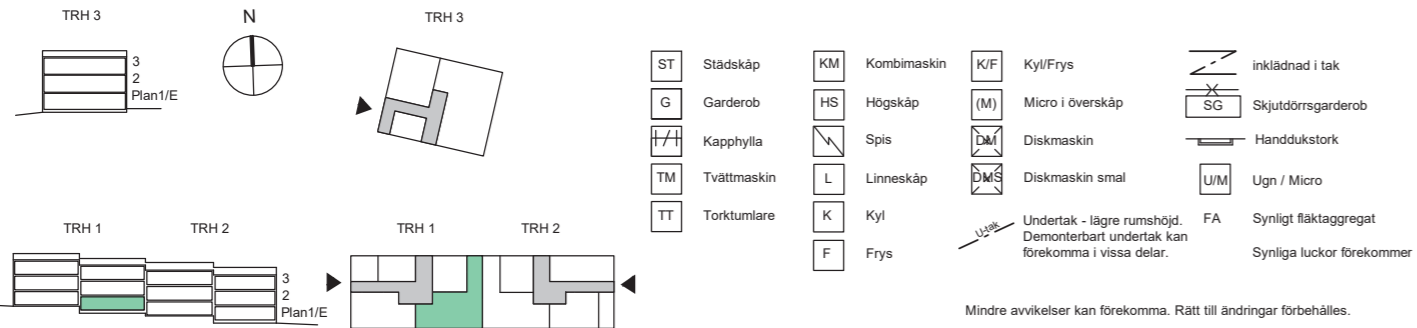 TRH 3
N
TRH 3
3
2
Plan1/E
TRH 1
TRH 2
3
2
Plan1/E
TRH 1
TRH 2
ST Städskåp
G Garderob
Kapphylla
TM Tvättmaskin
TT Torktumlare
KM Kombimaskin
HS Högskåp
Spis
L Linneskåp
K Kyl
F Frys
K/F Kyl/Frys
(M) Micro i överskåp
DM Diskmaskin
DMS Diskmaskin smal
U-tak Undertak - lägre rumshöjd.
Demonterbart undertak kan
förekomma i vissa delar.
inklädnad i tak
SG Skjutdörrsgarderob
Handdukstork
U/M Ugn / Micro
FA Synligt fläktaggregat
Synliga luckor förekommer
Mindre avvikelser kan förekomma. Rätt till ändringar förbehålles.